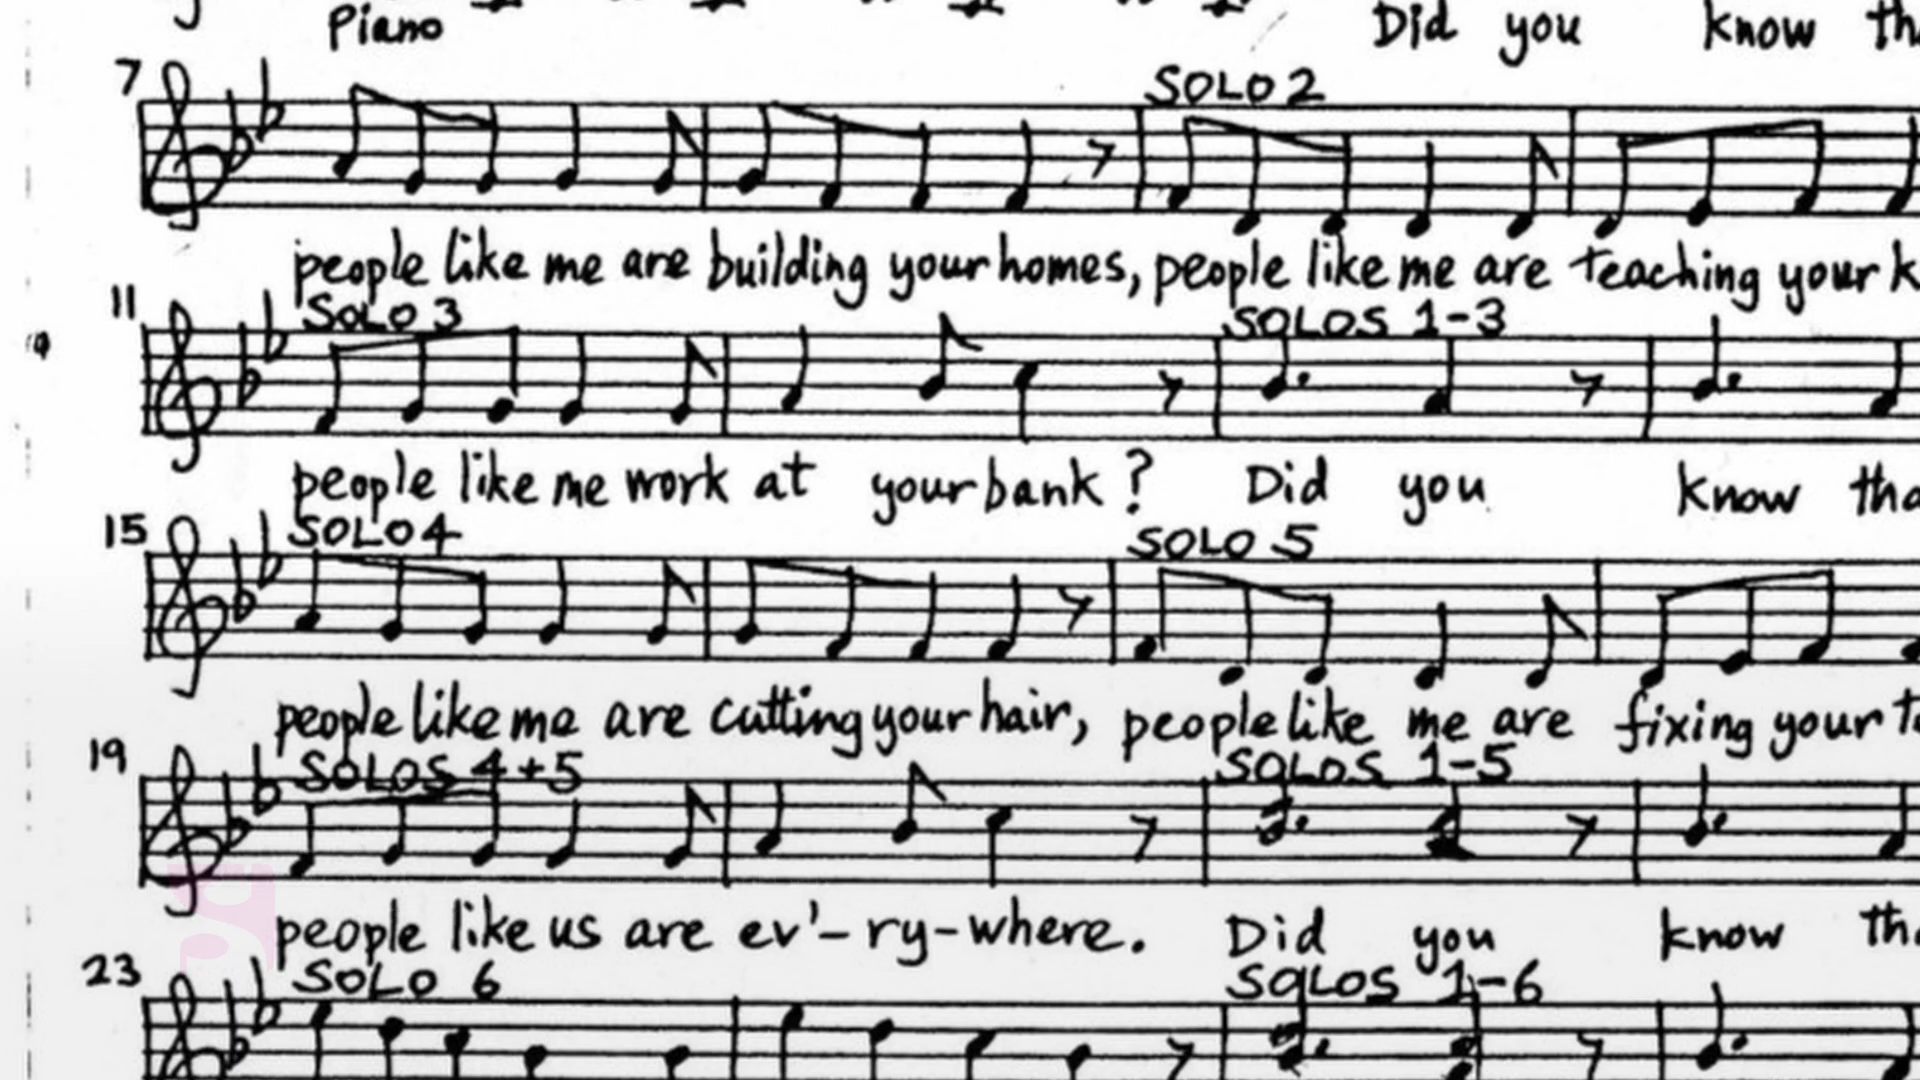 Piano Did you know
7 SOLO 2
people like me are building your homes, people like me are teaching your
11 SOLO 3 SOLOS 1-3
people like me work at your bank? Did you know
15 SOLO 4 SOLO 5
people like me are cutting your hair, people like me are fixing your
19 SOLOS 4+5 SOLOS 1-5
people like us are ev'-ry-where. Did you know
23 SOLO 6 SOLOS 1-6